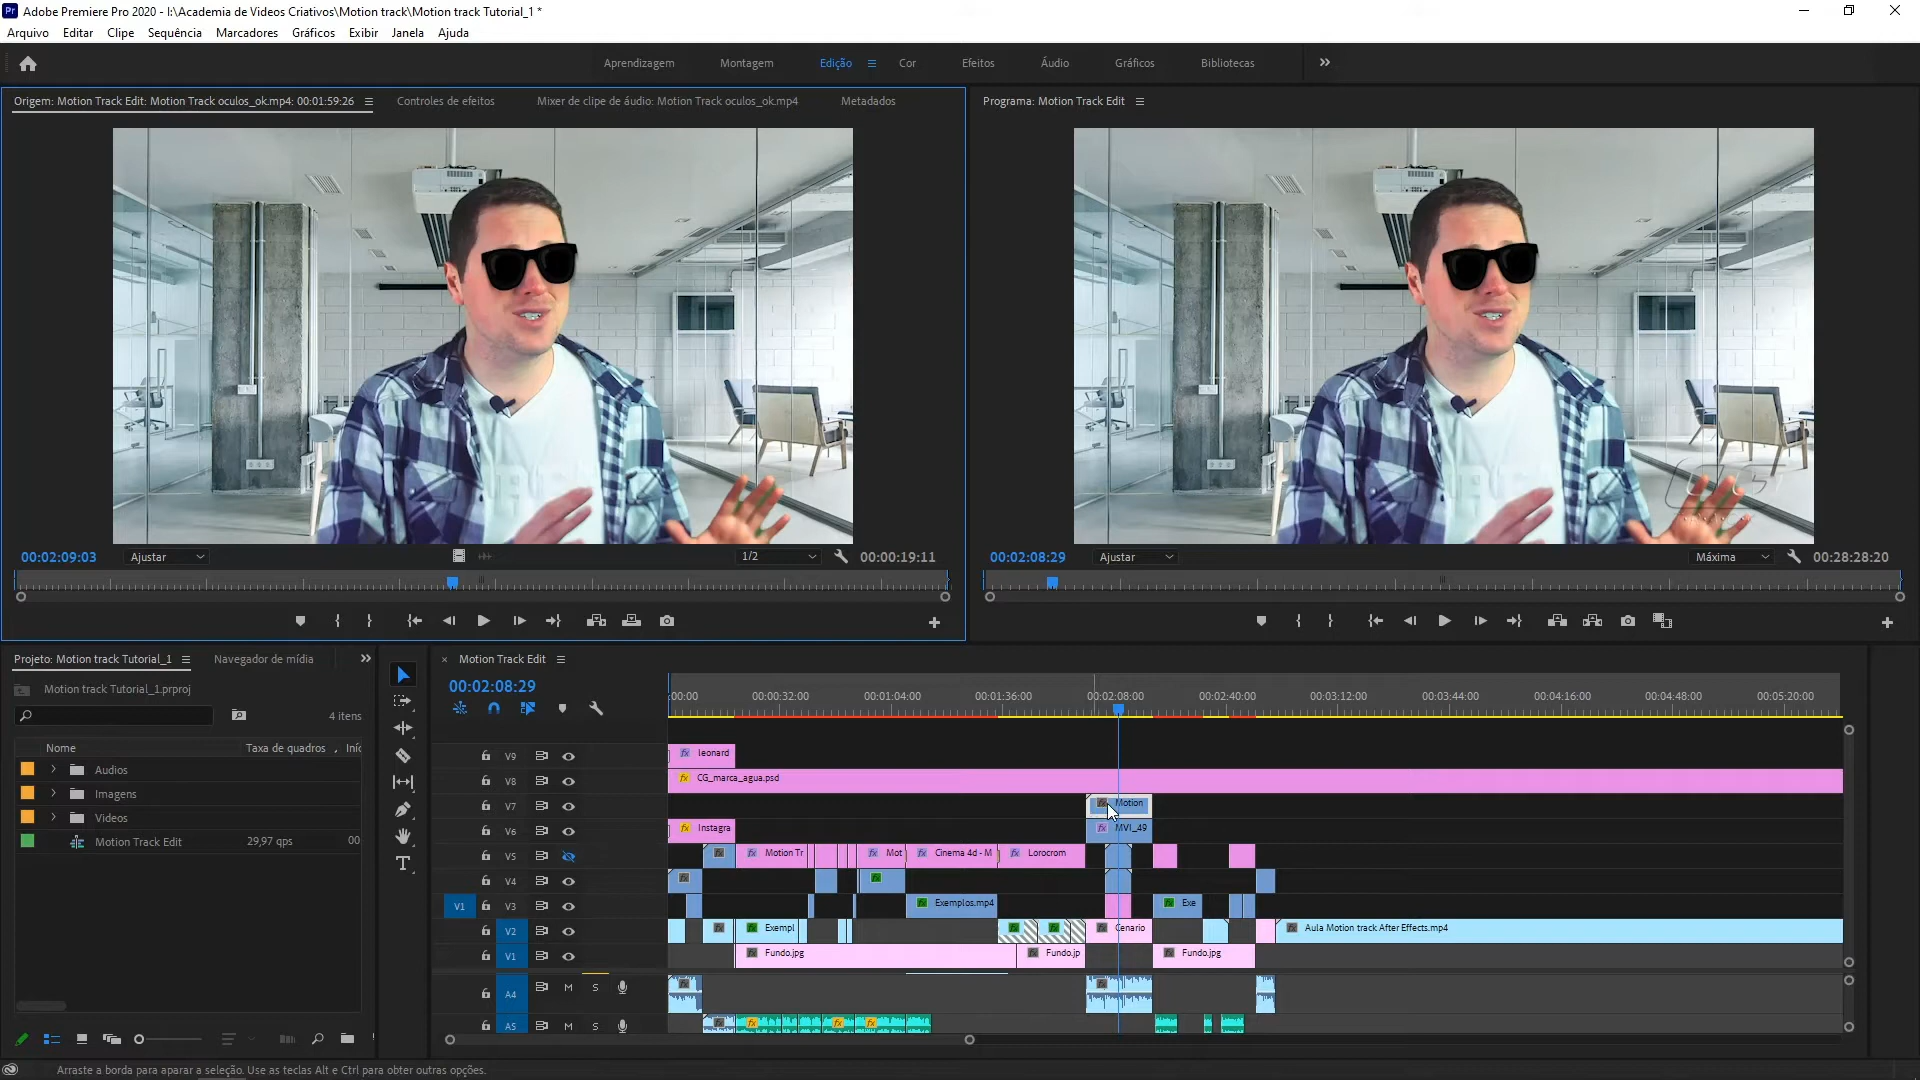 Adobe Premiere Pro 2020 - I:\Academia de Videos Criativos\Motion track\Motion track Tutorial_1 *
Arquivo Editar Clipe Sequência Marcadores Gráficos Exibir Janela Ajuda
Aprendizagem Montagem Edição Cor Efeitos Áudio Gráficos Bibliotecas
Origem: Motion Track Edit: Motion Track oculos_ok.mp4: 00:01:59:26 Controles de efeitos Mixer de clipe de áudio: Motion Track oculos_ok.mp4 Metadados
Programa: Motion Track Edit
00:02:09:03 Ajustar 1/2 00:00:19:11
00:02:08:29 Ajustar Máxima 00:28:28:20
Projeto: Motion track Tutorial_1 Navegador de mídia
Motion track Tutorial_1.prproj
4 itens
Nome Taxa de quadros Iníc
Audios
Imagens
Videos
Motion Track Edit 29,97 qps 00
Motion Track Edit
00:02:08:29
:00:00 00:00:32:00 00:01:04:00 00:01:36:00 00:02:08:00 00:02:40:00 00:03:12:00 00:03:44:00 00:04:16:00 00:04:48:00 00:05:20:00
V9 leonard
V8 CG_marca_agua.psd
V7 Motion
V6 Instagra MVI_49
V5 Motion Tr Mot Cinema 4d - M Lorocrom
V4
V1 V3 Exemplos.mp4 Exe
V2 Exempl Cenario Aula Motion track After Effects.mp4
V1 Fundo.jpg Fundo.jp Fundo.jpg
A4 M S
A5 M S
Arraste a borda para aparar a seleção. Use as teclas Alt e Ctrl para obter outras opções.